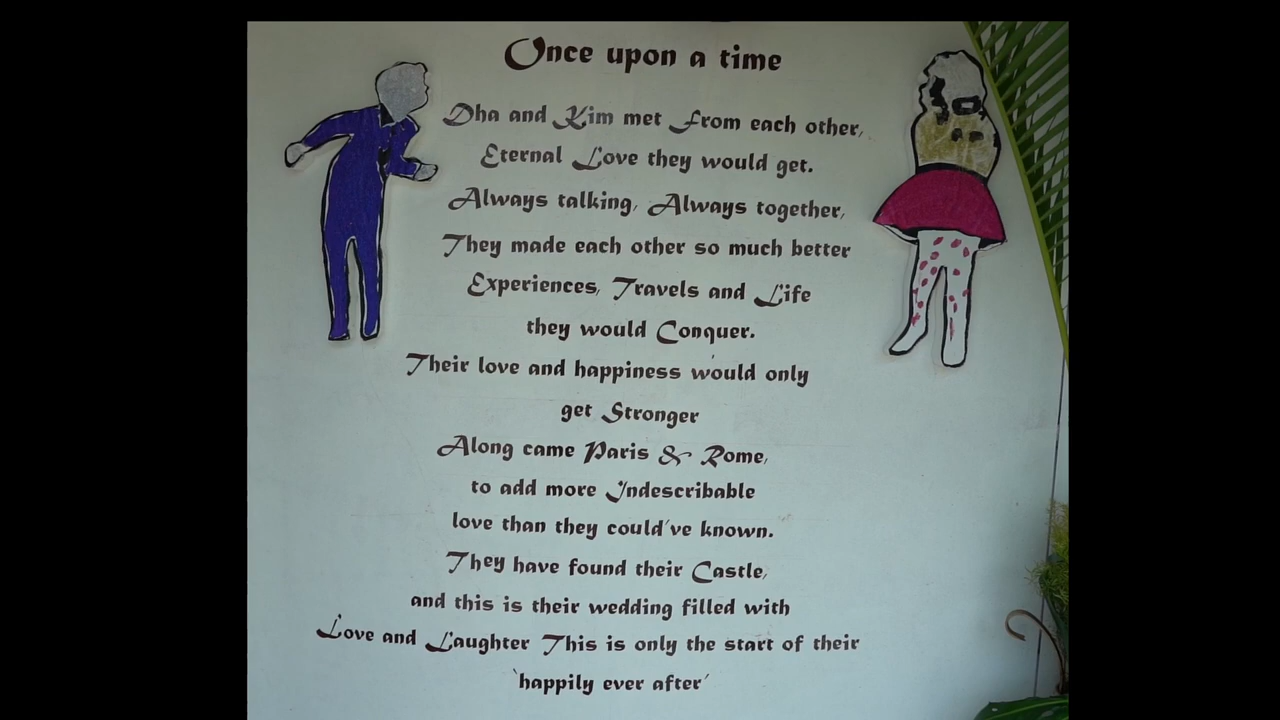 Once upon a time
Dha and Kim met From each other,
Eternal Love they would get.
Always talking, Always together,
They made each other so much better
Experiences, Travels and Life
they would Conquer.
Their love and happiness would only
get Stronger
Along came Paris & Rome,
to add more Indescribable
love than they could've known.
They have found their Castle,
and this is their wedding filled with
Love and Laughter This is only the start of their
'happily ever after'